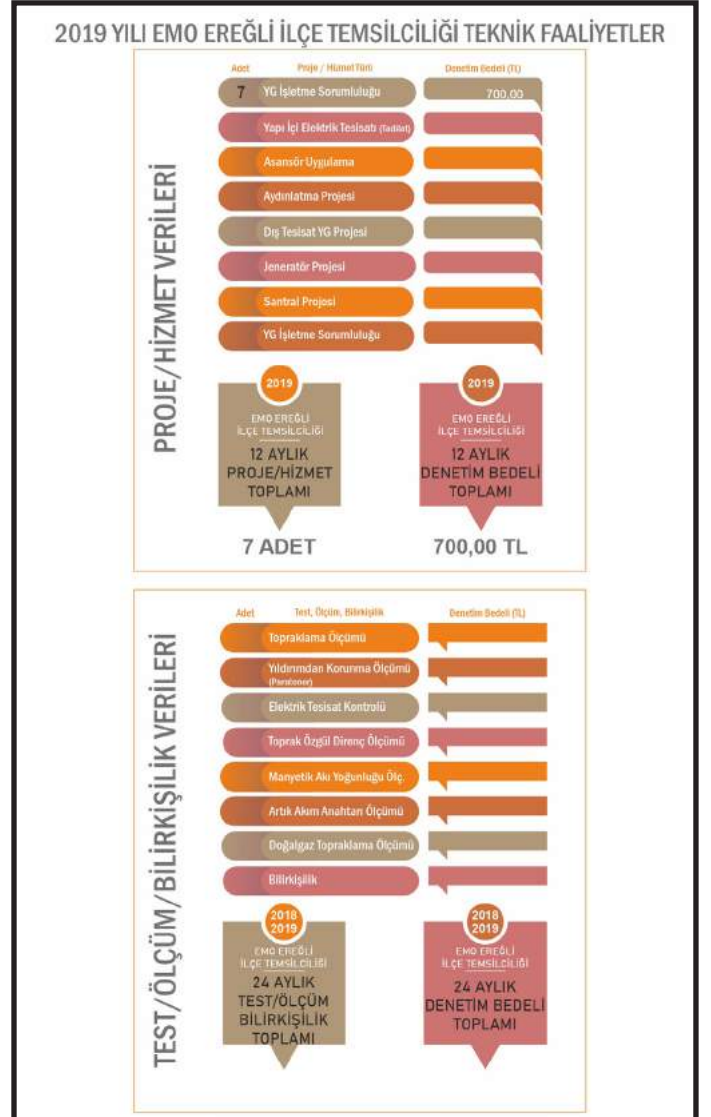 2019 YILI EMO EREĞLİ İLÇE TEMSİLCİLİĞİ TEKNİK FAALİYETLER
PROJE/HİZMET VERİLERİ
Adet Proje / Hizmet Türü Denetim Bedeli (TL)
7 YG İşletme Sorumluluğu 700,00
Yapı İçi Elektrik Tesisatı (Tadilat)
Asansör Uygulama
Aydınlatma Projesi
Dış Tesisat YG Projesi
Jeneratör Projesi
Santral Projesi
YG İşletme Sorumluluğu
2019
EMO EREĞLİ
İLÇE TEMSİLCİLİĞİ
12 AYLIK
PROJE/HİZMET
TOPLAMI
7 ADET
2019
EMO EREĞLİ
İLÇE TEMSİLCİLİĞİ
12 AYLIK
DENETİM BEDELİ
TOPLAMI
700,00 TL
TEST/ÖLÇÜM/BİLİRKİŞİLİK VERİLERİ
Adet Test, Ölçüm, Bilirkişilik Denetim Bedeli (TL)
Topraklama Ölçümü
Yıldırımdan Korunma Ölçümü
(Paratoner)
Elektrik Tesisat Kontrolü
Toprak Özgül Direnç Ölçümü
Manyetik Akı Yoğunluğu Ölç.
Artık Akım Anahtarı Ölçümü
Doğalgaz Topraklama Ölçümü
Bilirkişilik
2018
2019
EMO EREĞLİ
İLÇE TEMSİLCİLİĞİ
24 AYLIK
TEST/ÖLÇÜM
BİLİRKİŞİLİK
TOPLAMI
2018
2019
EMO EREĞLİ
İLÇE TEMSİLCİLİĞİ
24 AYLIK
DENETİM BEDELİ
TOPLAMI